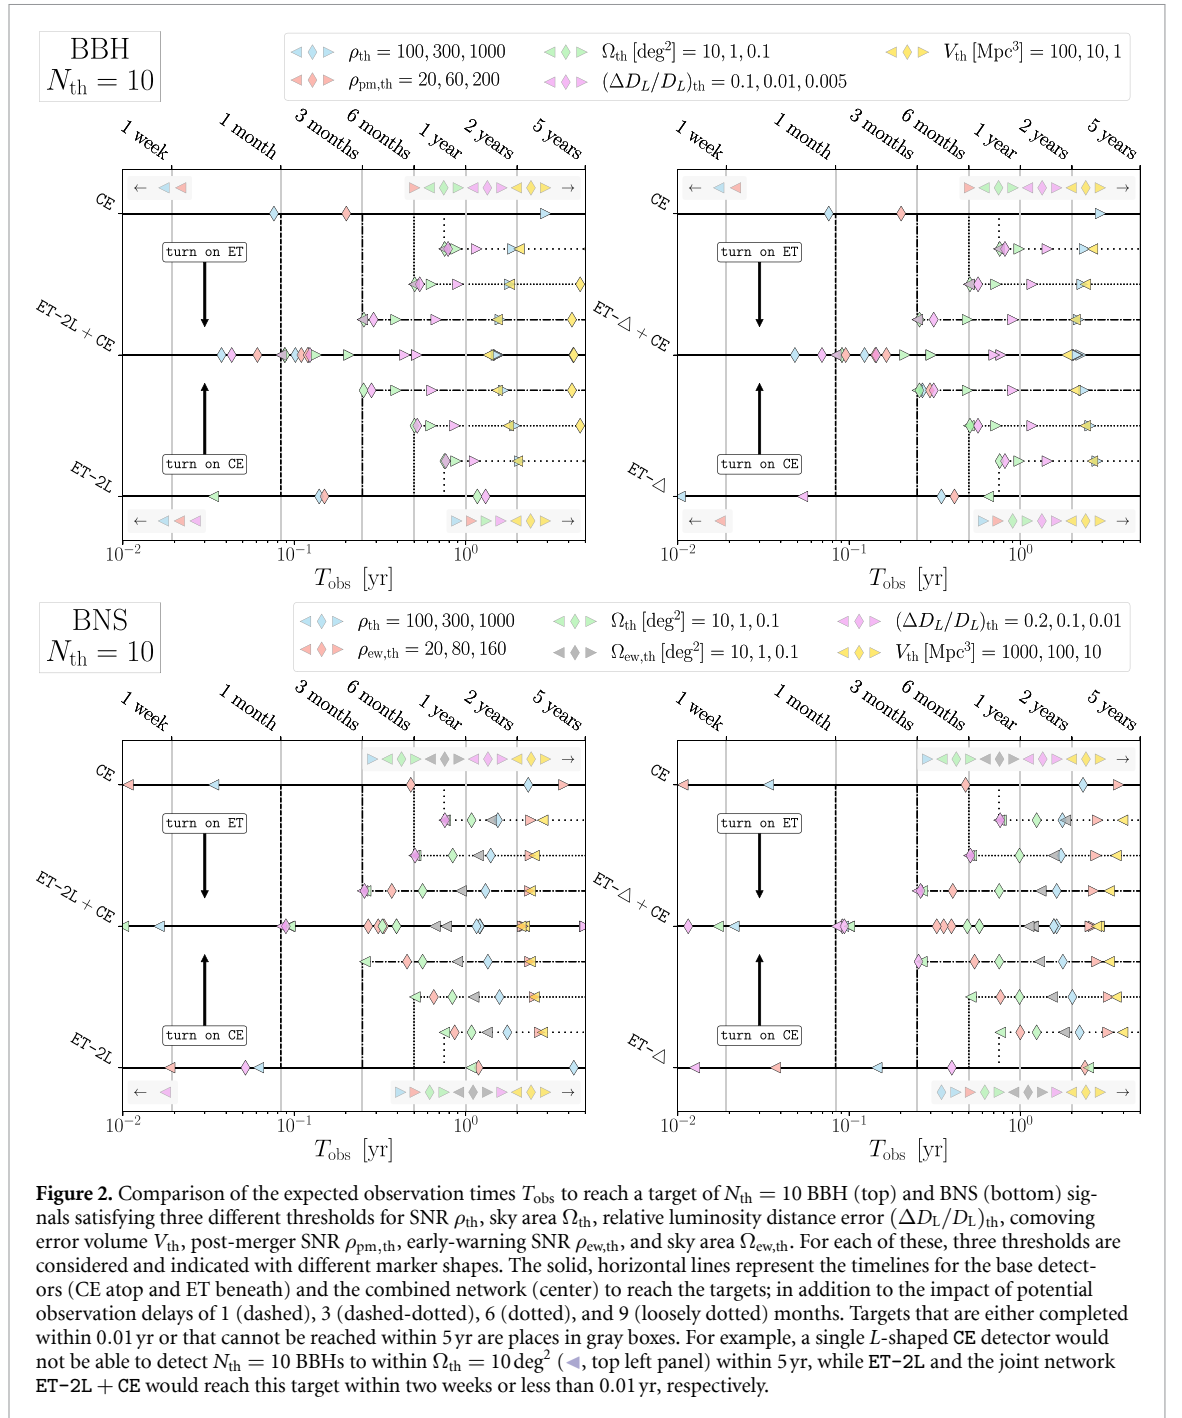 BBH
N_th = 10
ρ_th = 100, 300, 1000
Ω_th [deg²] = 10, 1, 0.1
V_th [Mpc³] = 100, 10, 1
ρ_pm,th = 20, 60, 200
(ΔD_L/D_L)_th = 0.1, 0.01, 0.005
1 week
1 month
3 months
6 months
1 year
2 years
5 years
CE
turn on ET
ET-2L + CE
turn on CE
ET-2L
←
→
←
→
10⁻²
10⁻¹
10⁰
T_obs [yr]
1 week
1 month
3 months
6 months
1 year
2 years
5 years
CE
turn on ET
ET-△ + CE
turn on CE
ET-△
←
→
←
→
10⁻²
10⁻¹
10⁰
T_obs [yr]
BNS
N_th = 10
ρ_th = 100, 300, 1000
Ω_th [deg²] = 10, 1, 0.1
(ΔD_L/D_L)_th = 0.2, 0.1, 0.01
ρ_ew,th = 20, 80, 160
Ω_ew,th [deg²] = 10, 1, 0.1
V_th [Mpc³] = 1000, 100, 10
1 week
1 month
3 months
6 months
1 year
2 years
5 years
CE
turn on ET
ET-2L + CE
turn on CE
ET-2L
→
←
→
10⁻²
10⁻¹
10⁰
T_obs [yr]
1 week
1 month
3 months
6 months
1 year
2 years
5 years
CE
turn on ET
ET-△ + CE
turn on CE
ET-△
→
→
10⁻²
10⁻¹
10⁰
T_obs [yr]
Figure 2. Comparison of the expected observation times T_obs to reach a target of N_th = 10 BBH (top) and BNS (bottom) sig-
nals satisfying three different thresholds for SNR ρ_th, sky area Ω_th, relative luminosity distance error (ΔD_L/D_L)_th, comoving
error volume V_th, post-merger SNR ρ_pm,th, early-warning SNR ρ_ew,th, and sky area Ω_ew,th. For each of these, three thresholds are
considered and indicated with different marker shapes. The solid, horizontal lines represent the timelines for the base detect-
ors (CE atop and ET beneath) and the combined network (center) to reach the targets; in addition to the impact of potential
observation delays of 1 (dashed), 3 (dashed-dotted), 6 (dotted), and 9 (loosely dotted) months. Targets that are either completed
within 0.01 yr or that cannot be reached within 5 yr are places in gray boxes. For example, a single L-shaped CE detector would
not be able to detect N_th = 10 BBHs to within Ω_th = 10 deg² (◄, top left panel) within 5 yr, while ET-2L and the joint network
ET-2L + CE would reach this target within two weeks or less than 0.01 yr, respectively.